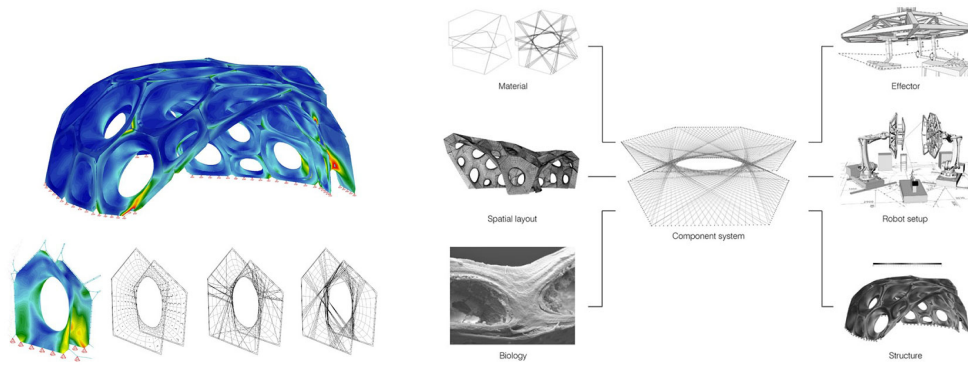 Material
Effector
Spatial layout
Component system
Robot setup
Biology
Structure